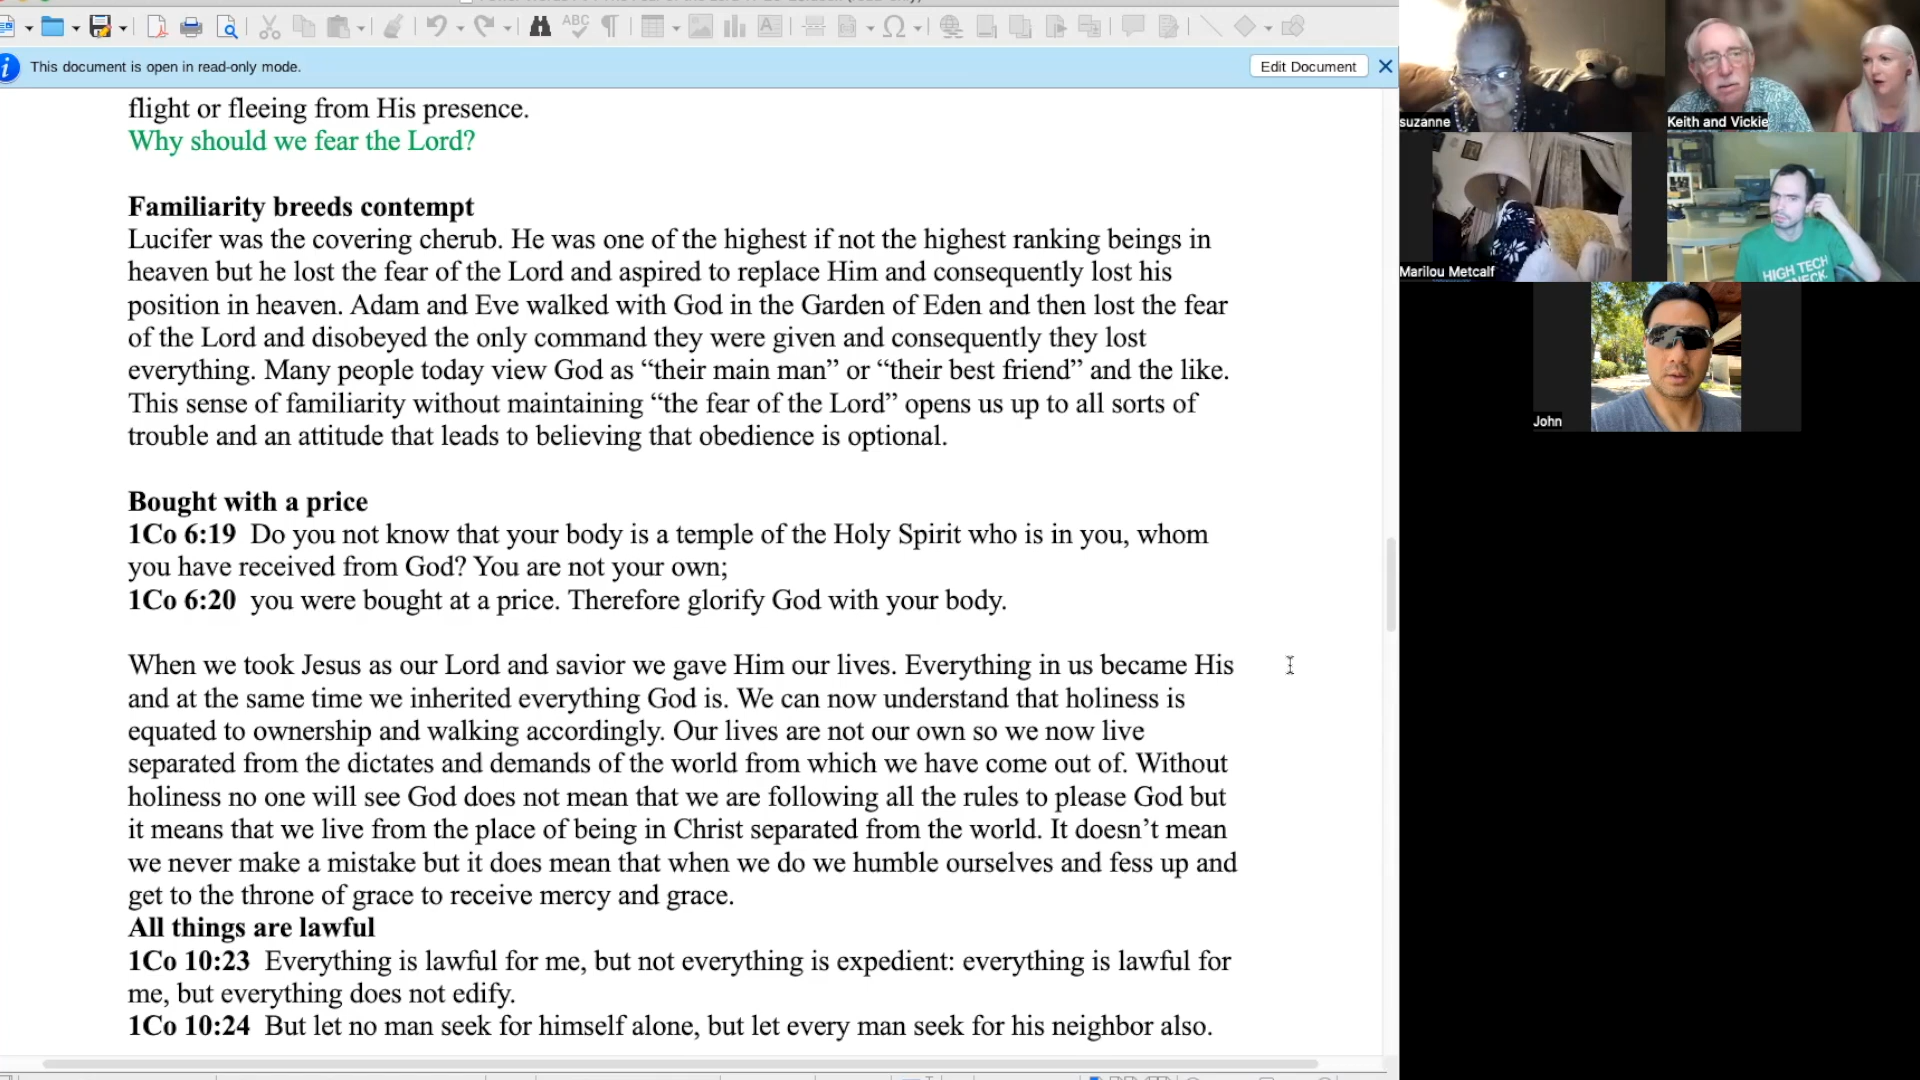 This document is open in read-only mode.
Edit Document
flight or fleeing from His presence.
Why should we fear the Lord?
Familiarity breeds contempt
Lucifer was the covering cherub. He was one of the highest if not the highest ranking beings in
heaven but he lost the fear of the Lord and aspired to replace Him and consequently lost his
position in heaven. Adam and Eve walked with God in the Garden of Eden and then lost the fear
of the Lord and disobeyed the only command they were given and consequently they lost
everything. Many people today view God as “their main man” or “their best friend” and the like.
This sense of familiarity without maintaining “the fear of the Lord” opens us up to all sorts of
trouble and an attitude that leads to believing that obedience is optional.
Bought with a price
1Co 6:19 Do you not know that your body is a temple of the Holy Spirit who is in you, whom
you have received from God? You are not your own;
1Co 6:20 you were bought at a price. Therefore glorify God with your body.
When we took Jesus as our Lord and savior we gave Him our lives. Everything in us became His
and at the same time we inherited everything God is. We can now understand that holiness is
equated to ownership and walking accordingly. Our lives are not our own so we now live
separated from the dictates and demands of the world from which we have come out of. Without
holiness no one will see God does not mean that we are following all the rules to please God but
it means that we live from the place of being in Christ separated from the world. It doesn’t mean
we never make a mistake but it does mean that when we do we humble ourselves and fess up and
get to the throne of grace to receive mercy and grace.
All things are lawful
1Co 10:23 Everything is lawful for me, but not everything is expedient: everything is lawful for
me, but everything does not edify.
1Co 10:24 But let no man seek for himself alone, but let every man seek for his neighbor also.
suzanne
Keith and Vickie
Marilou Metcalf
HIGH TECH
John